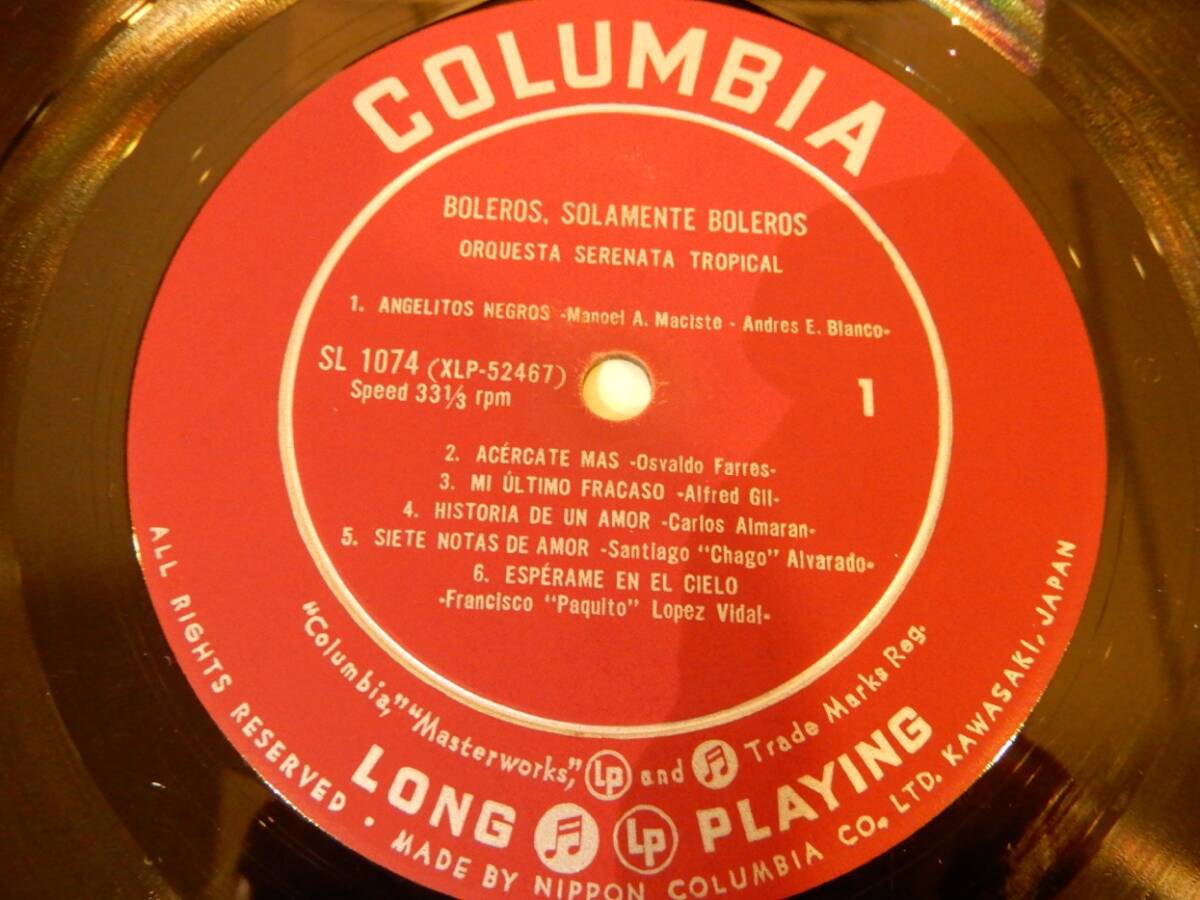 COLUMBIA
BOLEROS, SOLAMENTE BOLEROS
ORQUESTA SERENATA TROPICAL
1. ANGELITOS NEGROS -Manoel A. Maciste - Andres E. Blanco-
SL 1074 (XLP-52467)
Speed 33⅓ rpm
1
2. ACÉRCATE MAS -Osvaldo Farres-
3. MI ÚLTIMO FRACASO -Alfred Gil-
4. HISTORIA DE UN AMOR -Carlos Almaran-
5. SIETE NOTAS DE AMOR -Santiago "Chago" Alvarado-
6. ESPÉRAME EN EL CIELO
-Francisco "Paquito" Lopez Vidal-
"Columbia," "Masterworks," LP and Trade Marks Reg.
LONG LP PLAYING
ALL RIGHTS RESERVED • MADE BY NIPPON COLUMBIA CO., LTD. KAWASAKI, JAPAN